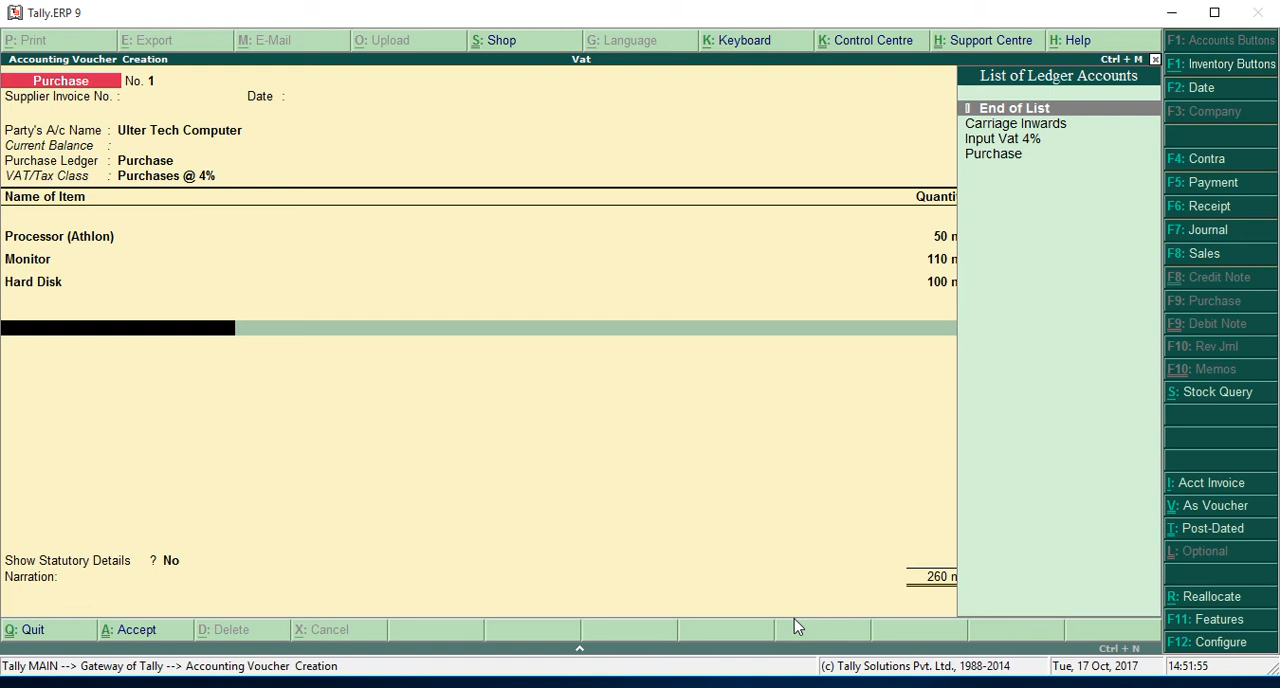 Tally.ERP 9
P: Print E: Export M: E-Mail O: Upload S: Shop G: Language K: Keyboard K: Control Centre H: Support Centre H: Help
F1: Accounts Buttons
Accounting Voucher Creation Vat Ctrl + M x
F1: Inventory Buttons
Purchase No. 1
List of Ledger Accounts
F2: Date
Supplier Invoice No. : Date :
End of List
F3: Company
Party's A/c Name : Ulter Tech Computer
Carriage Inwards
Current Balance :
Input Vat 4%
Purchase Ledger : Purchase
Purchase
F4: Contra
VAT/Tax Class : Purchases @ 4%
F5: Payment
Name of Item Quanti
F6: Receipt
F7: Journal
Processor (Athlon) 50 n
F8: Sales
Monitor 110 n
F8: Credit Note
Hard Disk 100 n
F9: Purchase
F9: Debit Note
F10: Rev Jrnl
F10: Memos
S: Stock Query
I: Acct Invoice
V: As Voucher
T: Post-Dated
L: Optional
Show Statutory Details ? No
Narration: 260 n
R: Reallocate
F11: Features
Q: Quit A: Accept D: Delete X: Cancel
F12: Configure
Ctrl + N
Tally MAIN --> Gateway of Tally --> Accounting Voucher Creation (c) Tally Solutions Pvt. Ltd., 1988-2014 Tue, 17 Oct, 2017 14:51:55